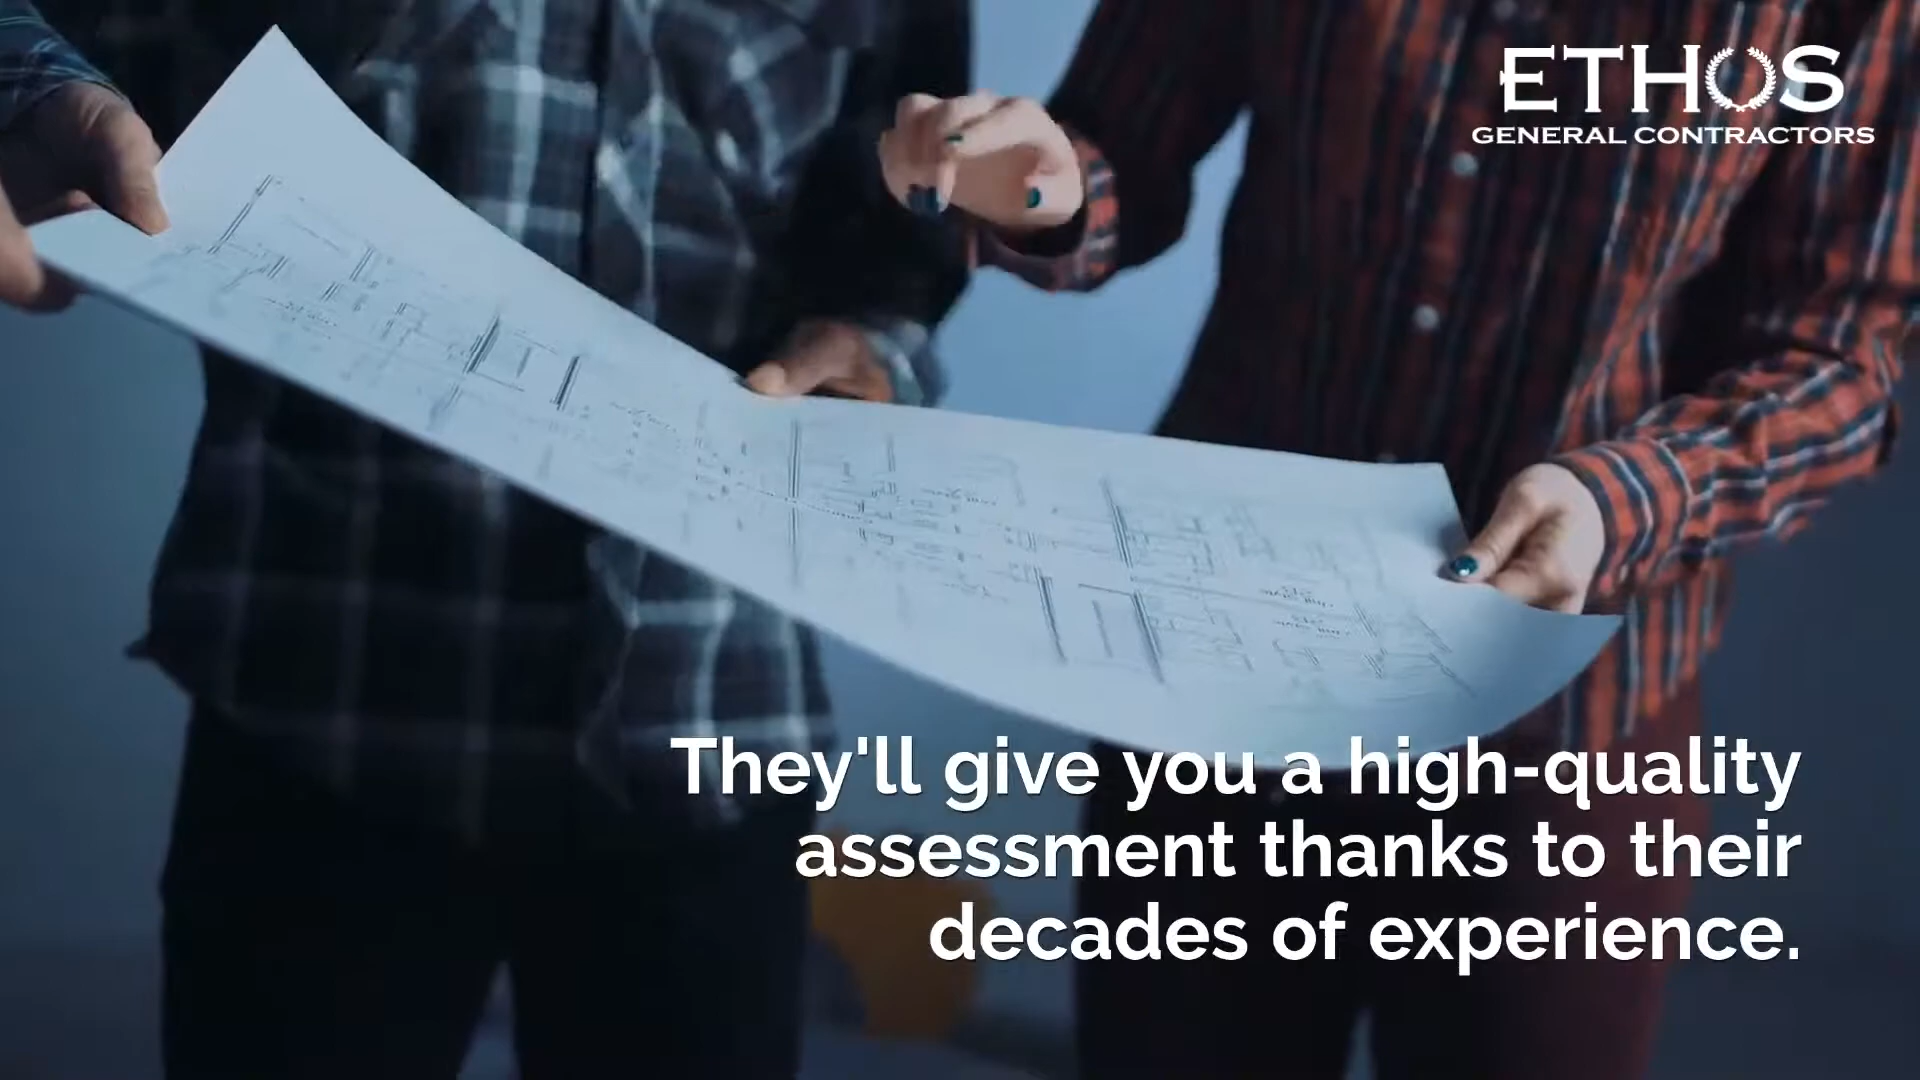 ETHOS
GENERAL CONTRACTORS
They'll give you a high-quality
assessment thanks to their
decades of experience.